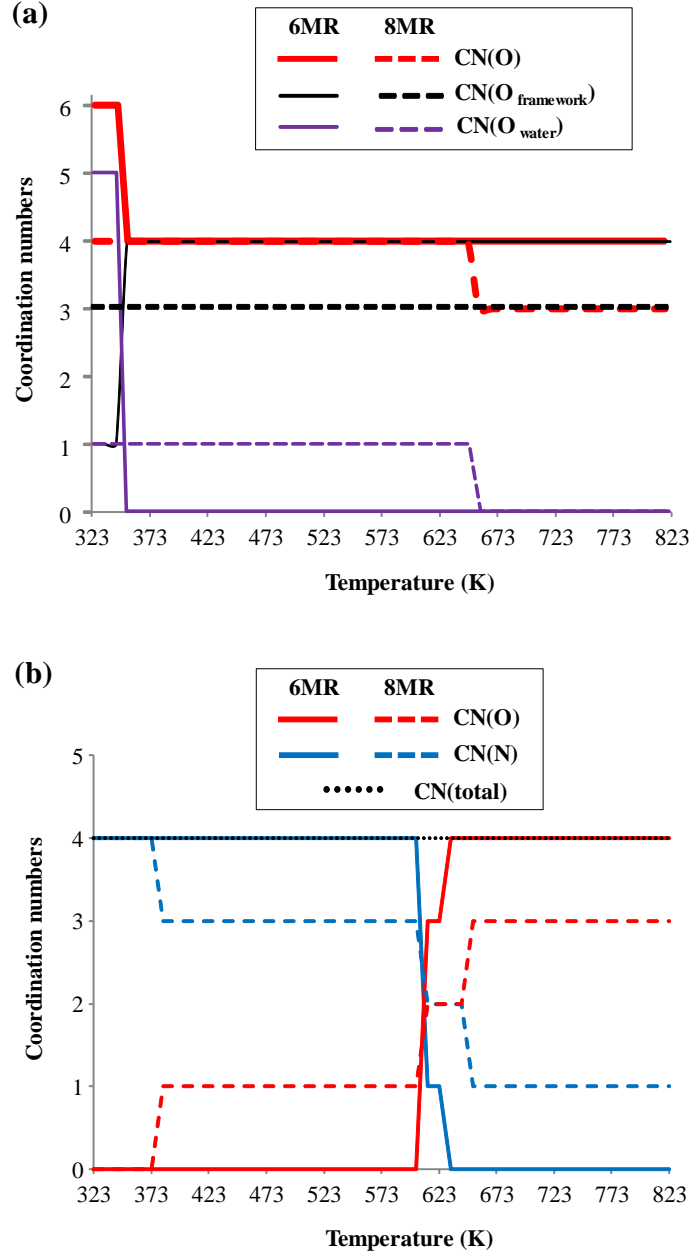 (a)
6MR 8MR
CN(O)
CN(O framework)
CN(O water)
6
5
4
3
2
1
0
Coordination numbers
323 373 423 473 523 573 623 673 723 773 823
Temperature (K)
(b)
6MR 8MR
CN(O)
CN(N)
CN(total)
5
4
3
2
1
0
Coordination numbers
323 373 423 473 523 573 623 673 723 773 823
Temperature (K)